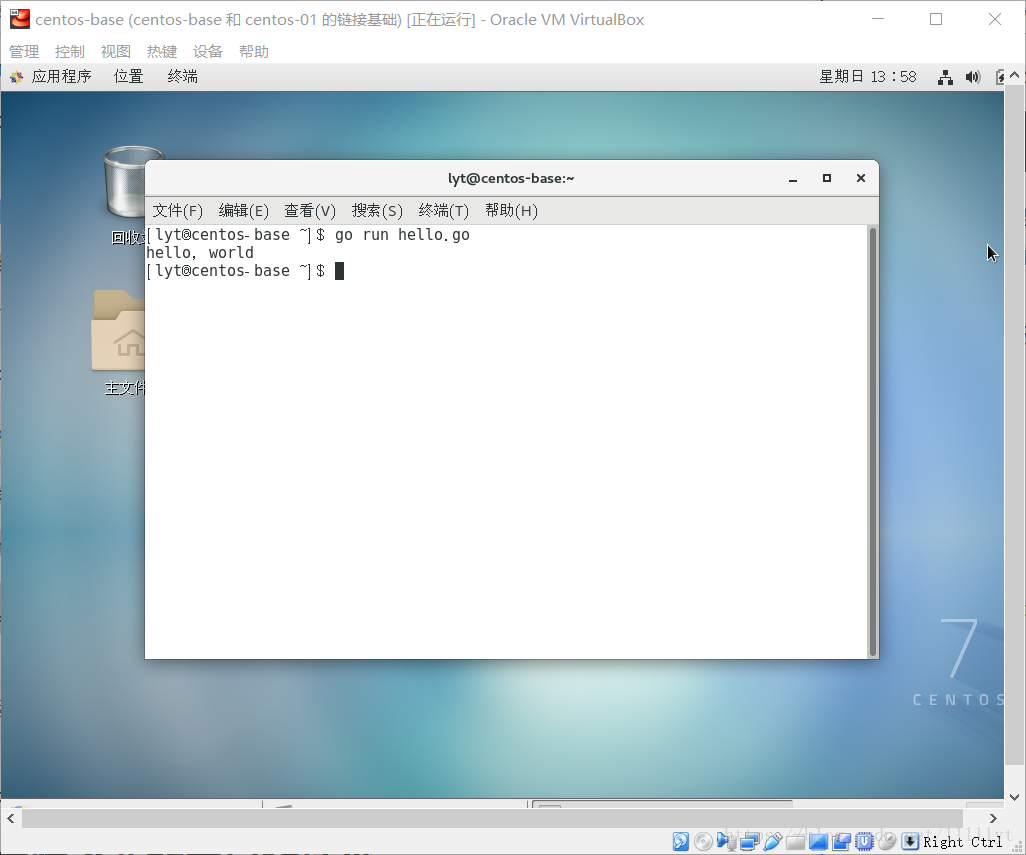 centos-base (centos-base 和 centos-01 的链接基础) [正在运行] - Oracle VM VirtualBox
管理 控制 视图 热键 设备 帮助
应用程序 位置 终端 星期日 13：58
lyt@centos-base:~
文件(F) 编辑(E) 查看(V) 搜索(S) 终端(T) 帮助(H)
[lyt@centos-base ~]$ go run hello.go
hello, world
[lyt@centos-base ~]$
回收
主文件
7
CENTOS
Right Ctrl